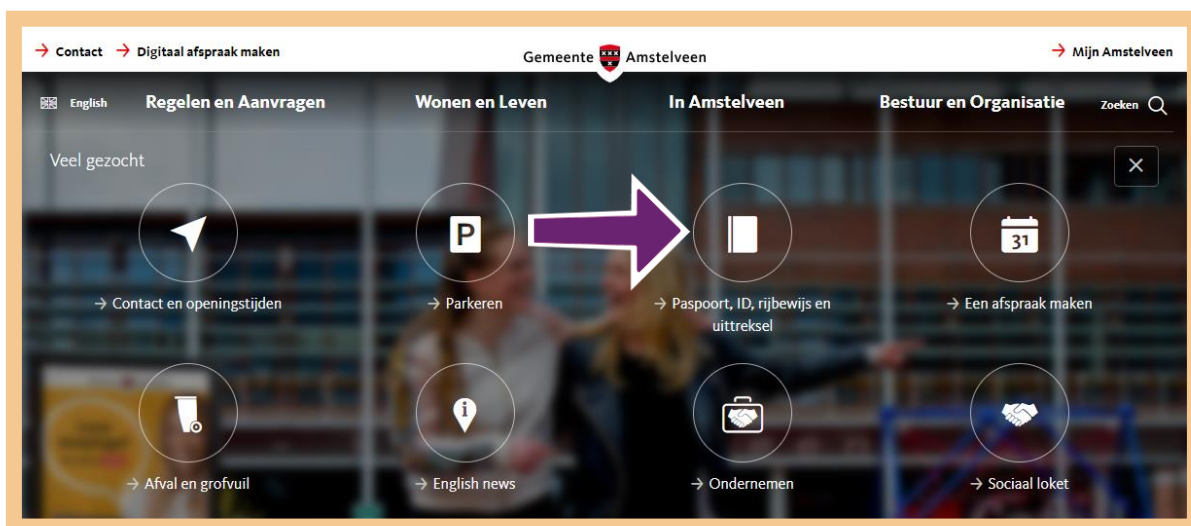 → Contact → Digitaal afspraak maken
Gemeente Amstelveen
→ Mijn Amstelveen
English Regelen en Aanvragen Wonen en Leven In Amstelveen Bestuur en Organisatie Zoeken
Veel gezocht
P
31
→ Contact en openingstijden
→ Parkeren
→ Paspoort, ID, rijbewijs en
uittreksel
→ Een afspraak maken
→ Afval en grofvuil
→ English news
→ Ondernemen
→ Sociaal loket